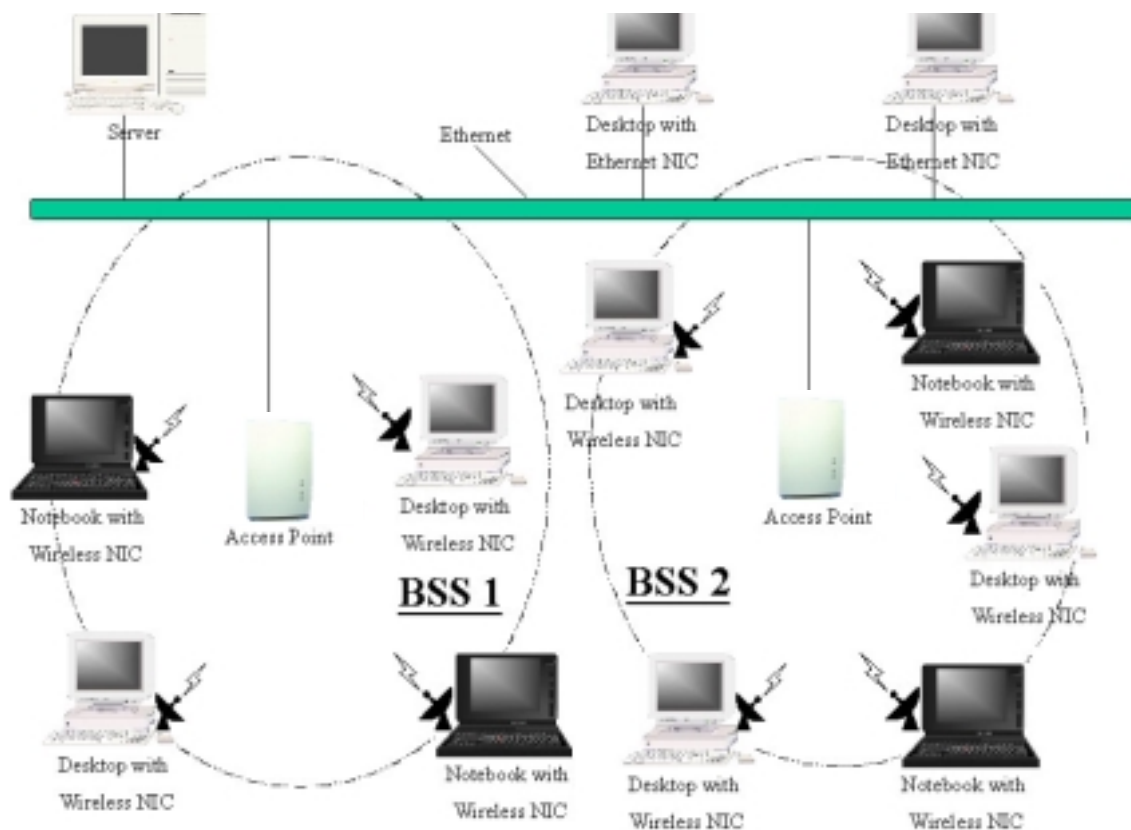 Server
Ethernet
Desktop with
Ethernet NIC
Desktop with
Ethernet NIC
Desktop with
Wireless NIC
Notebook with
Wireless NIC
Notebook with
Wireless NIC
Access Point
Desktop with
Wireless NIC
Access Point
Desktop with
Wireless NIC
BSS 1
BSS 2
Desktop with
Wireless NIC
Notebook with
Wireless NIC
Desktop with
Wireless NIC
Notebook with
Wireless NIC